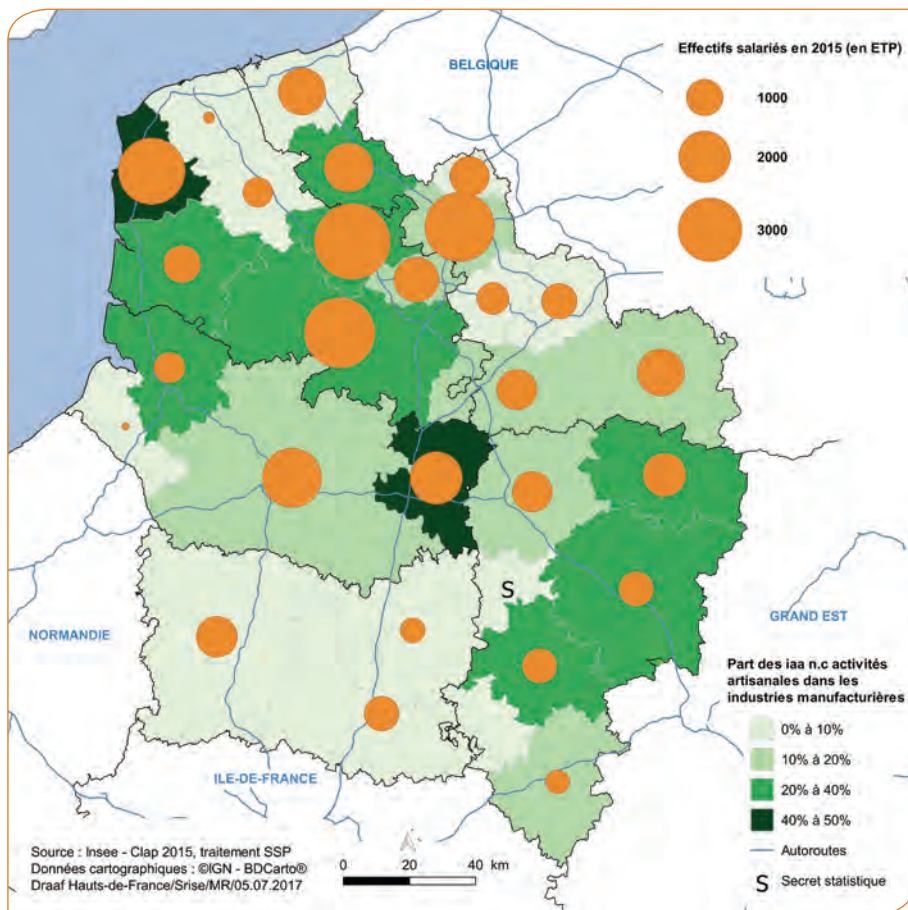 Effectifs salariés en 2015 (en ETP)
BELGIQUE
1000
2000
3000
S
GRAND EST
NORMANDIE
Part des iaa n.c activités
artisanales dans les
industries manufacturières
0% à 10%
10% à 20%
20% à 40%
40% à 50%
Autoroutes
S Secret statistique
ILE-DE-FRANCE
Source : Insee - Clap 2015, traitement SSP
Données cartographiques : ©IGN - BDCarto®
Draaf Hauts-de-France/Srise/MR/05.07.2017
0 20 40 km